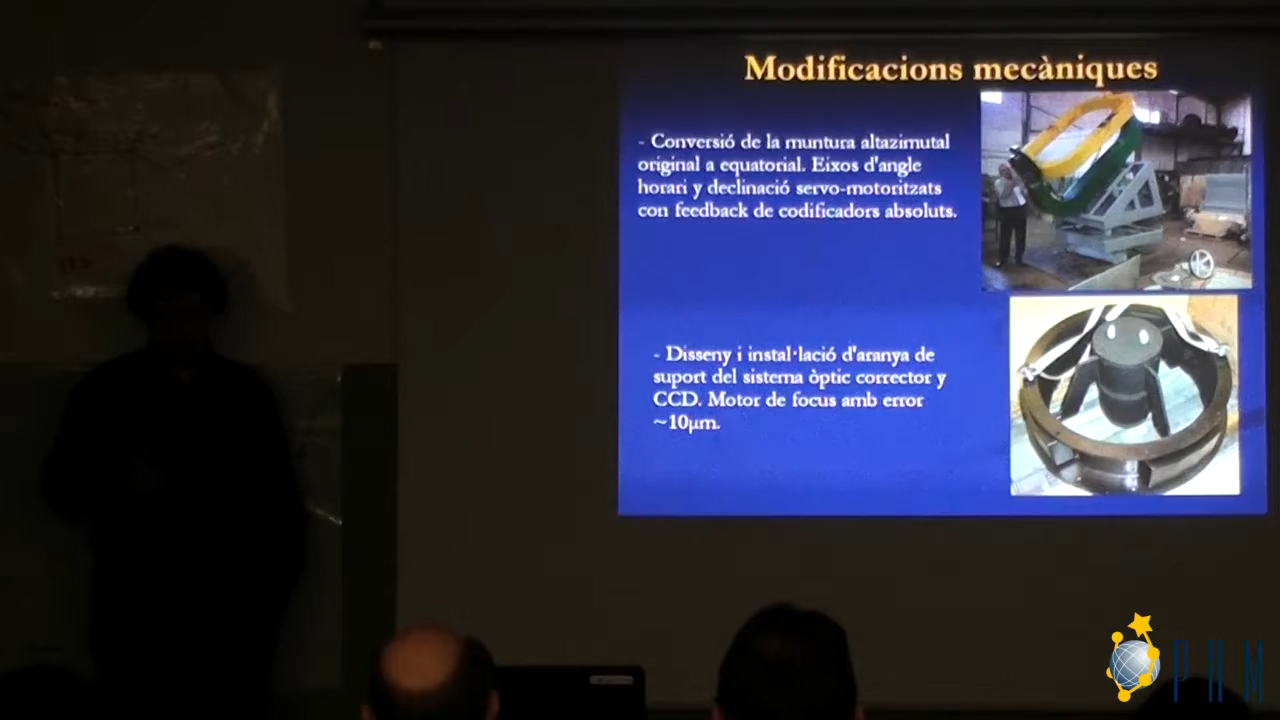 Modificacions mecàniques
- Conversió de la muntura altazimutal
original a equatorial. Eixos d'angle
horari y declinació servo-motoritzats
con feedback de codificadors absoluts.
- Disseny i instal·lació d'aranya de
suport del sistema òptic corrector y
CCD. Motor de focus amb error
~10μm.
PHM